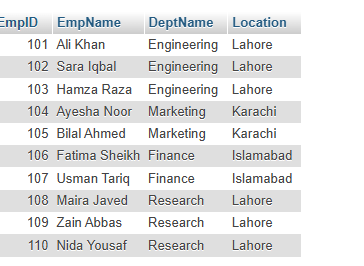 EmpID EmpName DeptName Location
101 Ali Khan Engineering Lahore
102 Sara Iqbal Engineering Lahore
103 Hamza Raza Engineering Lahore
104 Ayesha Noor Marketing Karachi
105 Bilal Ahmed Marketing Karachi
106 Fatima Sheikh Finance Islamabad
107 Usman Tariq Finance Islamabad
108 Maira Javed Research Lahore
109 Zain Abbas Research Lahore
110 Nida Yousaf Research Lahore